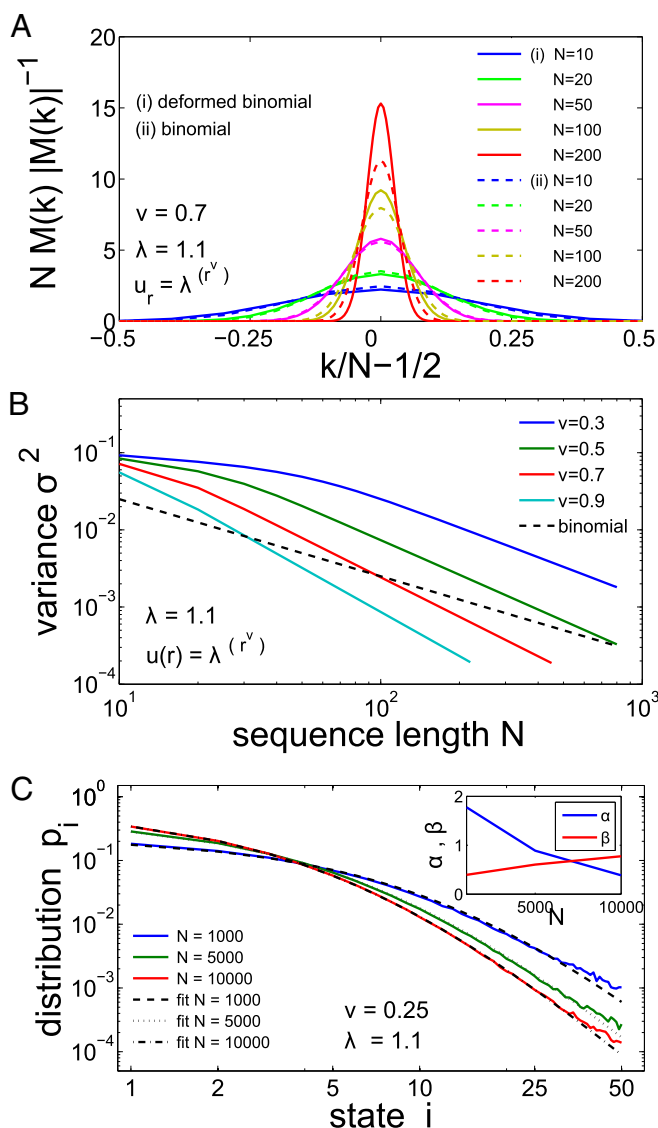 A
N M(k) |M(k)|⁻¹
20
15
10
5
0
(i) deformed binomial
(ii) binomial
ν = 0.7
λ = 1.1
u_r = λ^(r^ν)
(i) N=10
N=20
N=50
N=100
N=200
(ii) N=10
N=20
N=50
N=100
N=200
−0.5 −0.25 0 0.25 0.5
k/N−1/2
B
variance σ²
10⁻¹
10⁻²
10⁻³
10⁻⁴
ν=0.3
ν=0.5
ν=0.7
ν=0.9
binomial
λ = 1.1
u(r) = λ^(r^ν)
10¹ 10² 10³
sequence length N
C
distribution p_i
10⁰
10⁻¹
10⁻²
10⁻³
10⁻⁴
α , β
2
1
0
α
β
5000 10000
N
N = 1000
N = 5000
N = 10000
fit N = 1000
fit N = 5000
fit N = 10000
ν = 0.25
λ = 1.1
1 2 5 10 25 50
state i